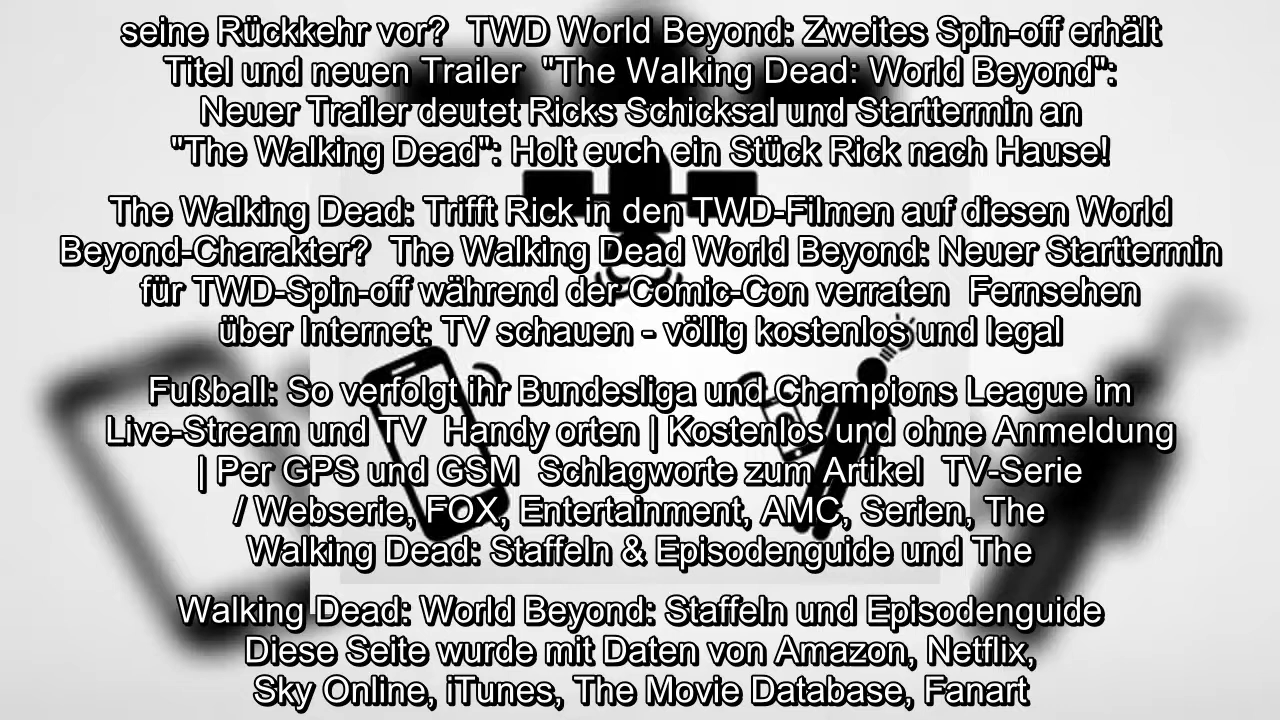 seine Rückkehr vor?  TWD World Beyond: Zweites Spin-off erhält
Titel und neuen Trailer  "The Walking Dead: World Beyond":
Neuer Trailer deutet Ricks Schicksal und Starttermin an
"The Walking Dead": Holt euch ein Stück Rick nach Hause!
The Walking Dead: Trifft Rick in den TWD-Filmen auf diesen World
Beyond-Charakter?  The Walking Dead World Beyond: Neuer Starttermin
für TWD-Spin-off während der Comic-Con verraten  Fernsehen
über Internet: TV schauen - völlig kostenlos und legal
Fußball: So verfolgt ihr Bundesliga und Champions League im
Live-Stream und TV  Handy orten | Kostenlos und ohne Anmeldung
| Per GPS und GSM  Schlagworte zum Artikel  TV-Serie
/ Webserie, FOX, Entertainment, AMC, Serien, The
Walking Dead: Staffeln & Episodenguide und The
Walking Dead: World Beyond: Staffeln und Episodenguide
Diese Seite wurde mit Daten von Amazon, Netflix,
Sky Online, iTunes, The Movie Database, Fanart